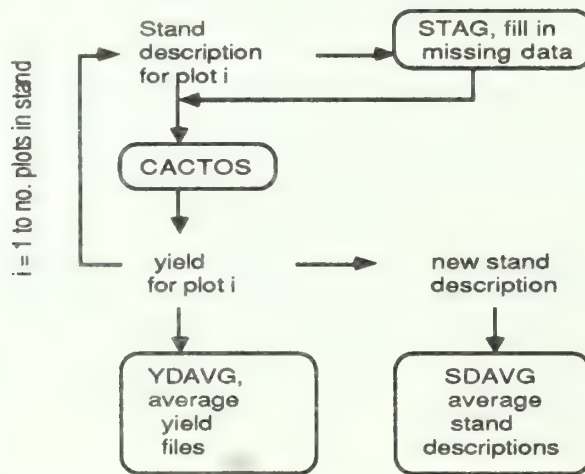 Stand
description
for plot i
STAG, fill in
missing data
i = 1 to no. plots in stand
CACTOS
yield
for plot i
new stand
description
YDAVG,
average
yield
files
SDAVG
average
stand
descriptions